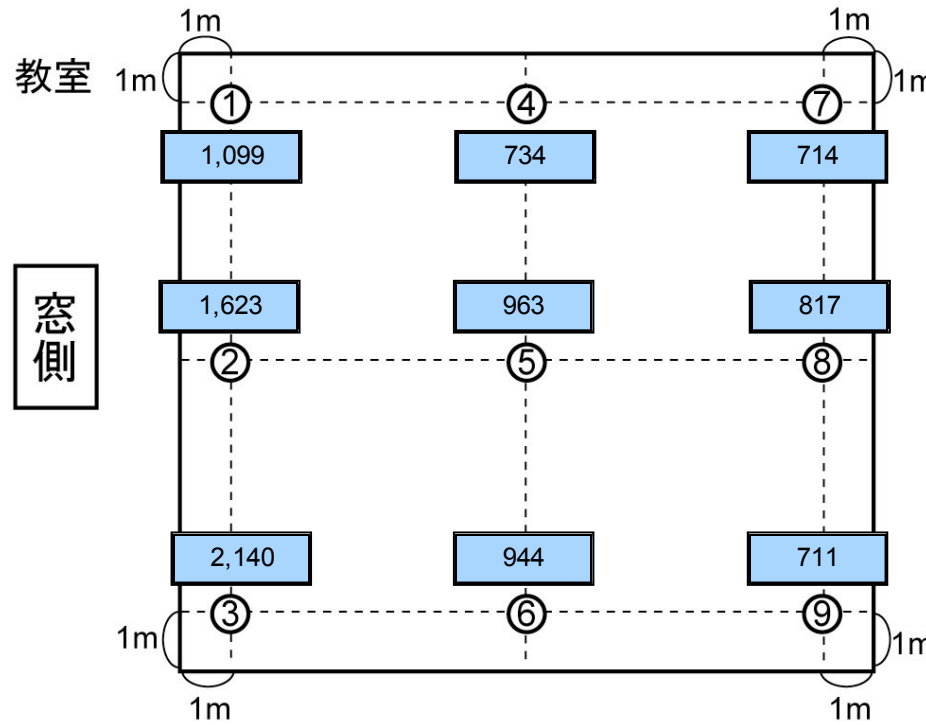 1m 1m
教室 1m 1m
① ④ ⑦
1,099 734 714
窓側
1,623 963 817
② ⑤ ⑧
2,140 944 711
③ ⑥ ⑨
1m 1m
1m 1m